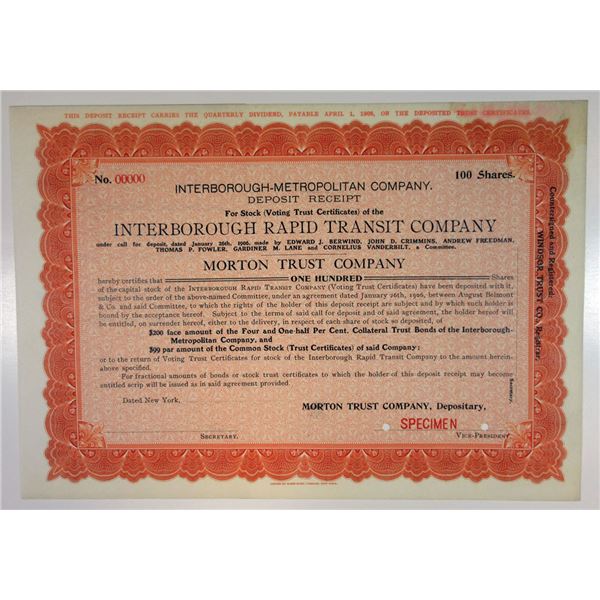 THIS DEPOSIT RECEIPT CARRIES THE QUARTERLY DIVIDEND, PAYABLE APRIL 1, 1906, ON THE DEPOSITED TRUST CERTIFICATES.
No. 00000
100 Shares.
INTERBOROUGH-METROPOLITAN COMPANY.
DEPOSIT RECEIPT
For Stock (Voting Trust Certificates) of the
INTERBOROUGH RAPID TRANSIT COMPANY
under call for deposit, dated January 26th, 1906, made by EDWARD J. BERWIND, JOHN D. CRIMMINS, ANDREW FREEDMAN,
THOMAS P. FOWLER, GARDINER M. LANE and CORNELIUS VANDERBILT, a Committee.
MORTON TRUST COMPANY
hereby certifies that ONE HUNDRED Shares
of the capital stock of the INTERBOROUGH RAPID TRANSIT COMPANY (Voting Trust Certificates) have been deposited with it,
subject to the order of the above-named Committee, under an agreement dated January 26th, 1906, between August Belmont
& Co. and said Committee, to which the rights of the holder of this deposit receipt are and shall be subject and to be
bound by the acceptance hereof. Subject to the terms of said call for deposit and of said agreement, the holder hereof
will be entitled, on surrender hereof, either to the delivery, in respect of each share of stock so deposited, of
$200 face amount of the Four and One-half Per Cent. Collateral Trust Bonds of the Interborough-
Metropolitan Company, and
$99 par amount of the Common Stock (Trust Certificates) of said Company;
or to the return of Voting Trust Certificates for stock of the Interborough Rapid Transit Company to the amount herein-
above specified.
For fractional amounts of bonds or stock trust certificates to which the holder of this deposit receipt may become
entitled scrip will be issued as in said agreement provided.
Dated New York,
MORTON TRUST COMPANY, Depositary,
SPECIMEN
SECRETARY.
VICE-PRESIDENT
Countersigned and Registered:
WINDSOR TRUST CO., Registrar,
Secretary.